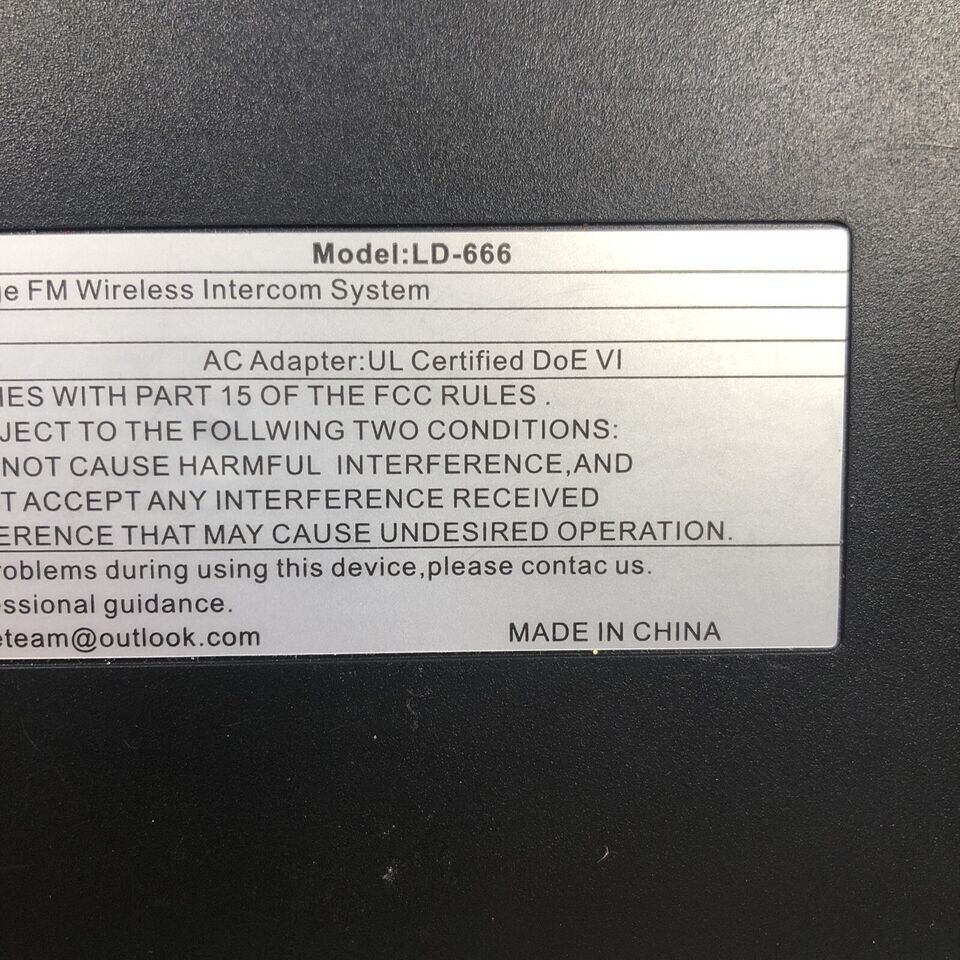 Model:LD-666
ge FM Wireless Intercom System
AC Adapter:UL Certified DoE VI
IES WITH PART 15 OF THE FCC RULES .
JECT TO THE FOLLWING TWO CONDITIONS:
NOT CAUSE HARMFUL INTERFERENCE,AND
T ACCEPT ANY INTERFERENCE RECEIVED
ERENCE THAT MAY CAUSE UNDESIRED OPERATION.
roblems during using this device,please contac us.
essional guidance.
eteam@outlook.com MADE IN CHINA